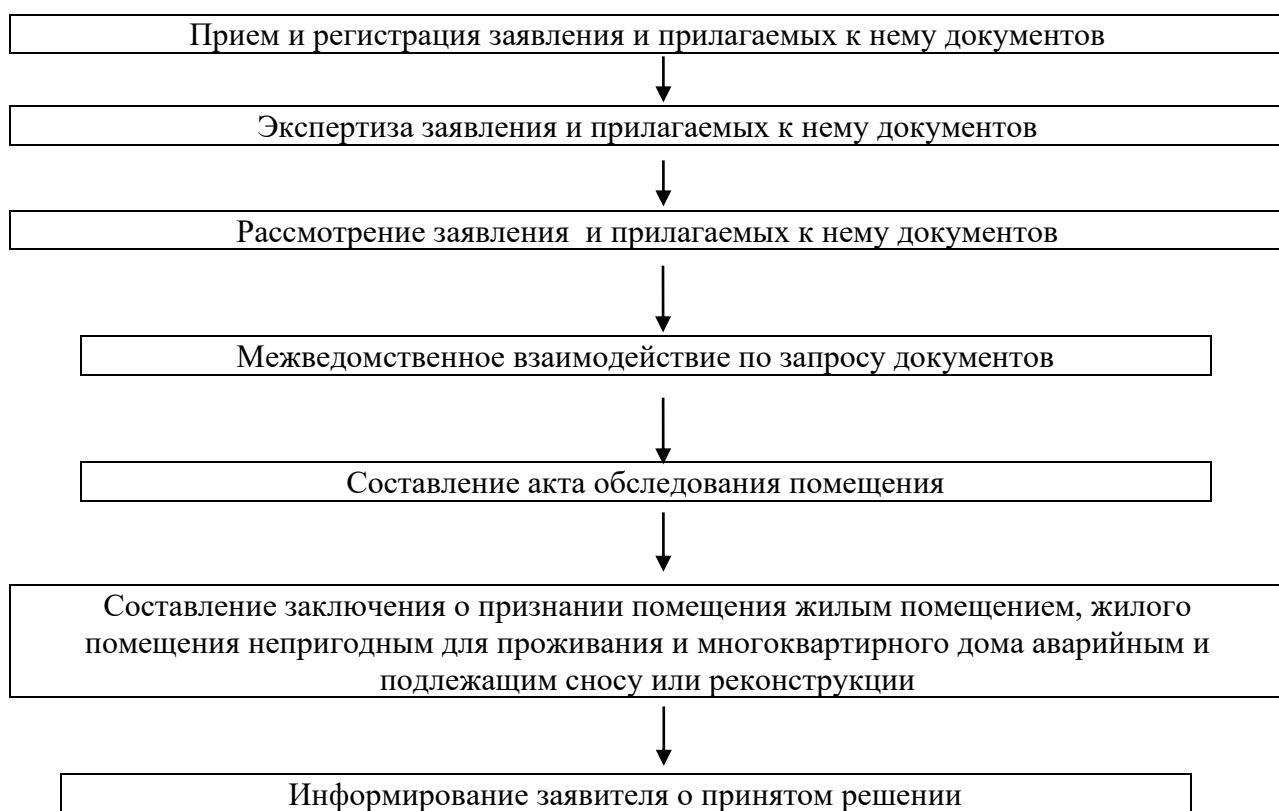 Прием и регистрация заявления и прилагаемых к нему документов
Экспертиза заявления и прилагаемых к нему документов
Рассмотрение заявления  и прилагаемых к нему документов
Межведомственное взаимодействие по запросу документов
Составление акта обследования помещения
Составление заключения о признании помещения жилым помещением, жилого
помещения непригодным для проживания и многоквартирного дома аварийным и
подлежащим сносу или реконструкции
Информирование заявителя о принятом решении